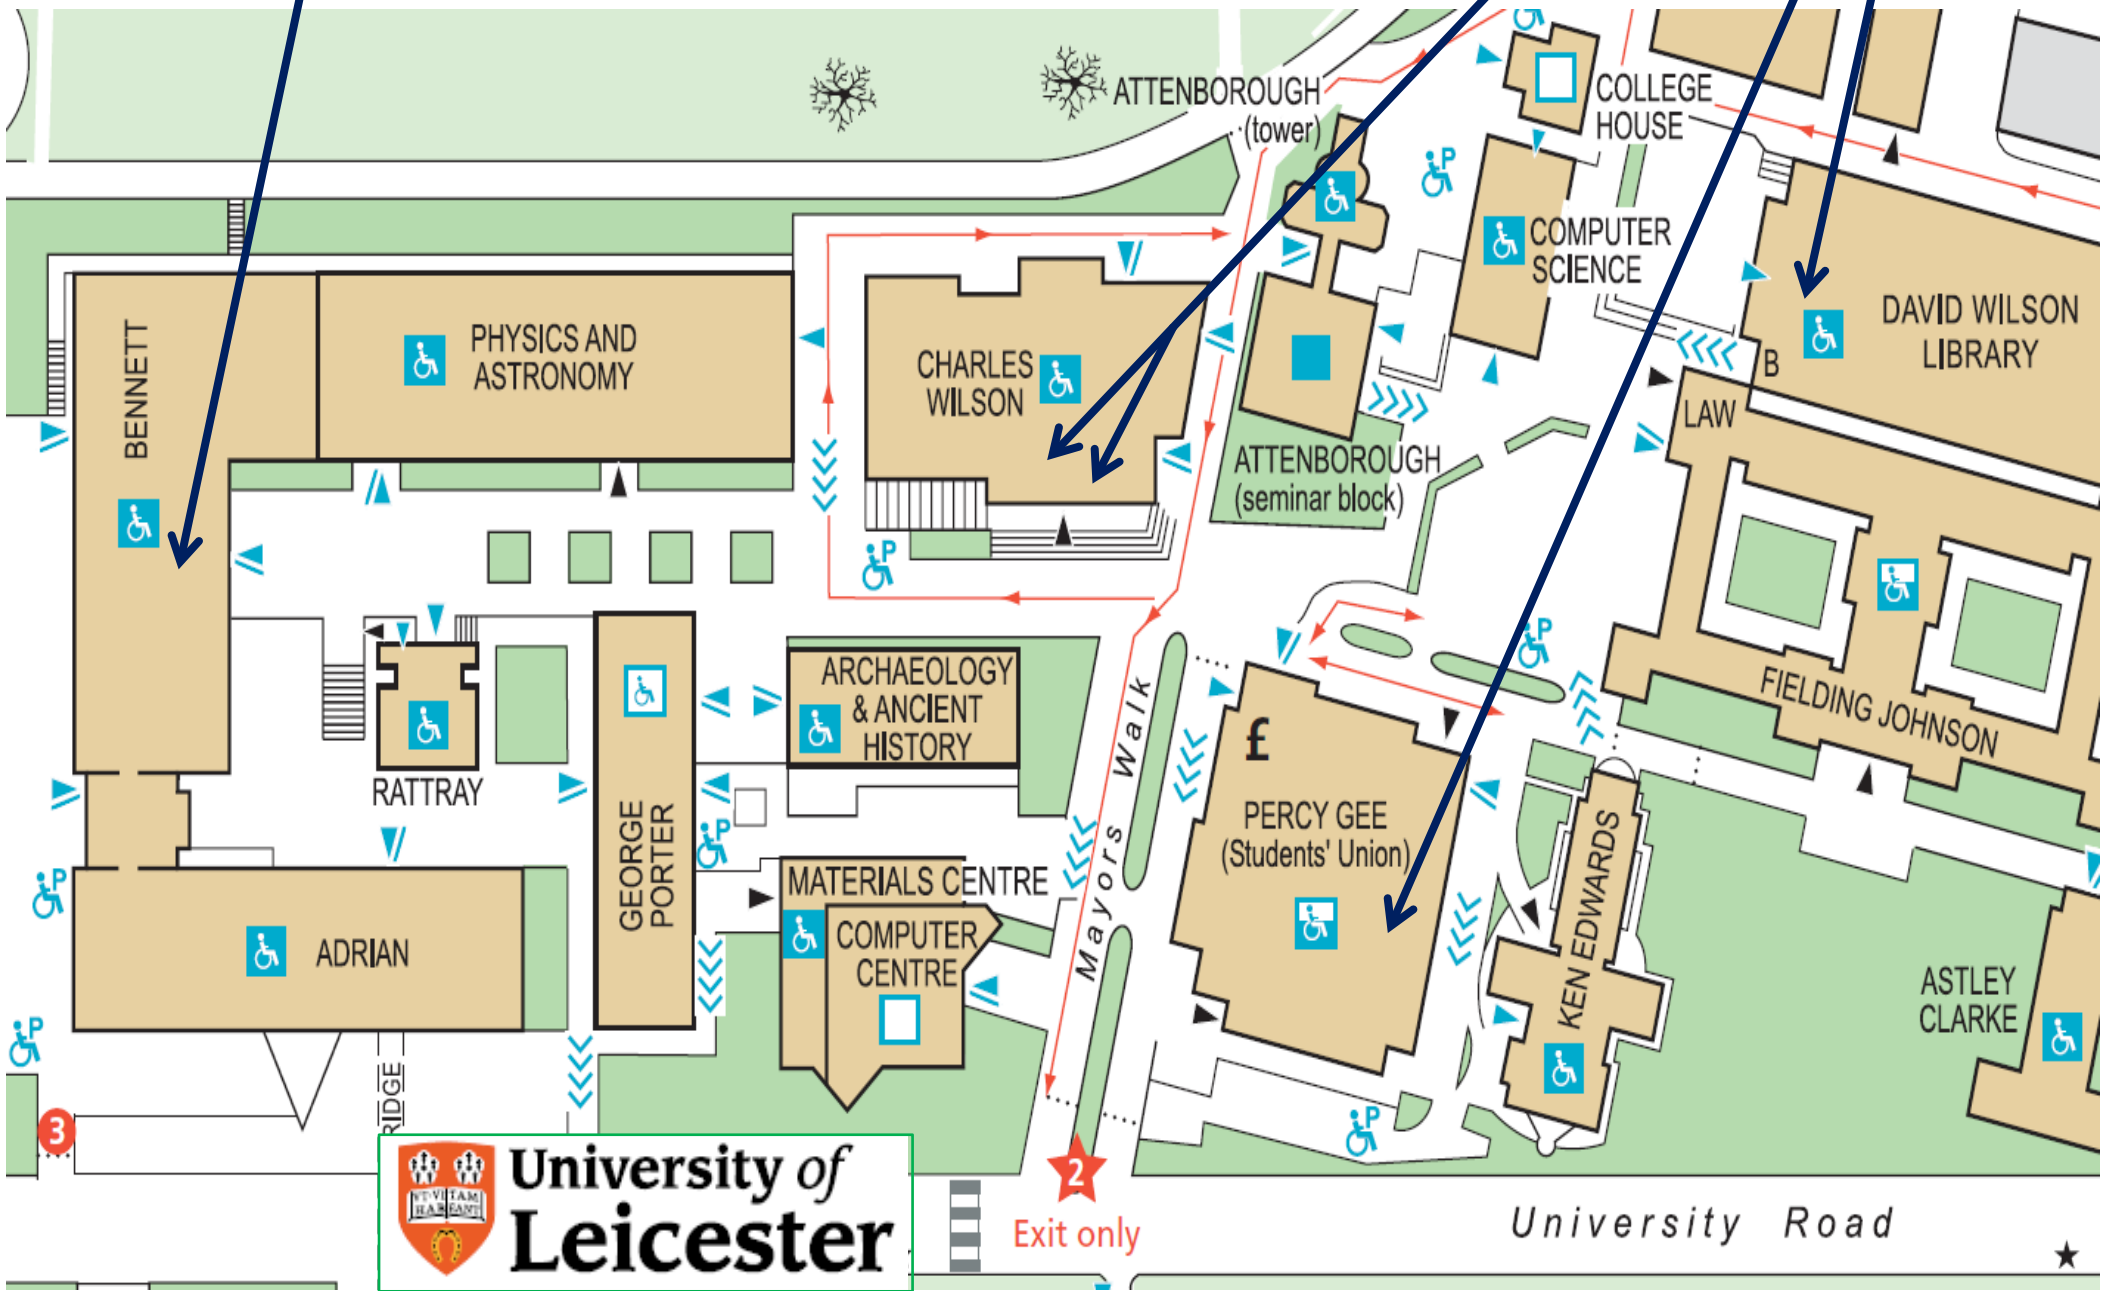 ATTENBOROUGH
(tower)
COLLEGE
HOUSE
P
COMPUTER
SCIENCE
DAVID WILSON
LIBRARY
B
BENNETT
PHYSICS AND
ASTRONOMY
CHARLES
WILSON
LAW
ATTENBOROUGH
(seminar block)
P
P
ARCHAEOLOGY
& ANCIENT
HISTORY
FIELDING JOHNSON
£
RATTRAY
PERCY GEE
(Students' Union)
GEORGE
PORTER
P
Mayors Walk
KEN EDWARDS
MATERIALS CENTRE
COMPUTER
CENTRE
P
ADRIAN
ASTLEY
CLARKE
P
3
RIDGE
P
University of
Leicester
2
Exit only
University Road